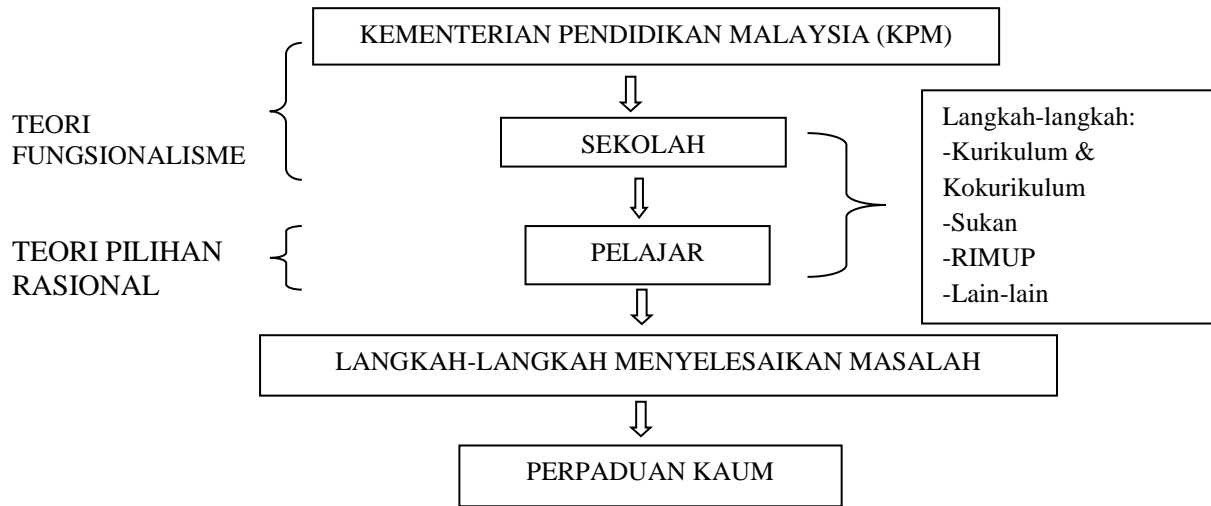 KEMENTERIAN PENDIDIKAN MALAYSIA (KPM)
TEORI
FUNGSIONALISME
SEKOLAH
TEORI PILIHAN
RASIONAL
PELAJAR
Langkah-langkah:
-Kurikulum &
Kokurikulum
-Sukan
-RIMUP
-Lain-lain
LANGKAH-LANGKAH MENYELESAIKAN MASALAH
PERPADUAN KAUM